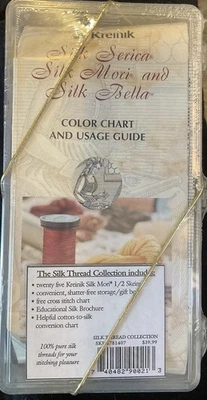 Kreinik
Silk Serica
Silk Mori and
Silk Bella
COLOR CHART
AND USAGE GUIDE
The Silk Thread Collection includes:
• twenty five Kreinik Silk Mori 1/2 Skeins
• convenient, shatter-free storage/gift box
• free cross stitch chart
• Educational Silk Brochure
• Helpful cotton-to-silk
conversion chart
100% pure silk
threads for your
stitching pleasure
SILK THREAD COLLECTION
$39.99